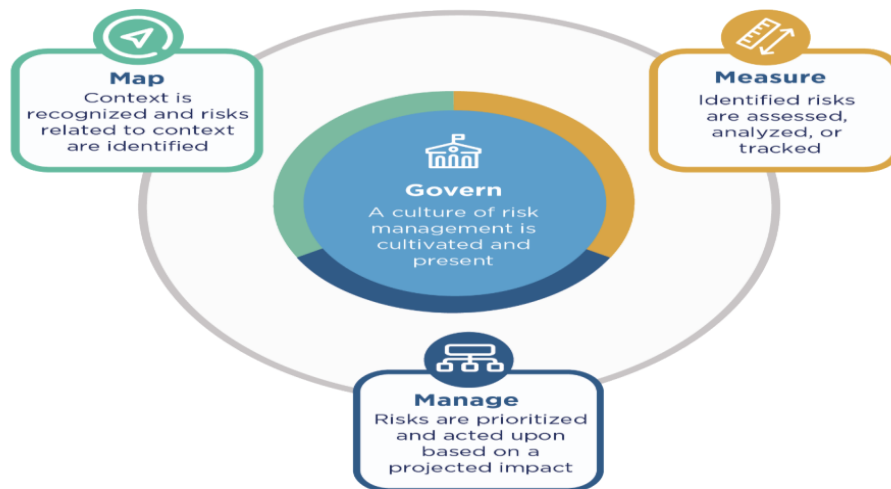 Map
Context is
recognized and risks
related to context
are identified
Measure
Identified risks
are assessed,
analyzed, or
tracked
Govern
A culture of risk
management is
cultivated and
present
Manage
Risks are prioritized
and acted upon
based on a
projected impact